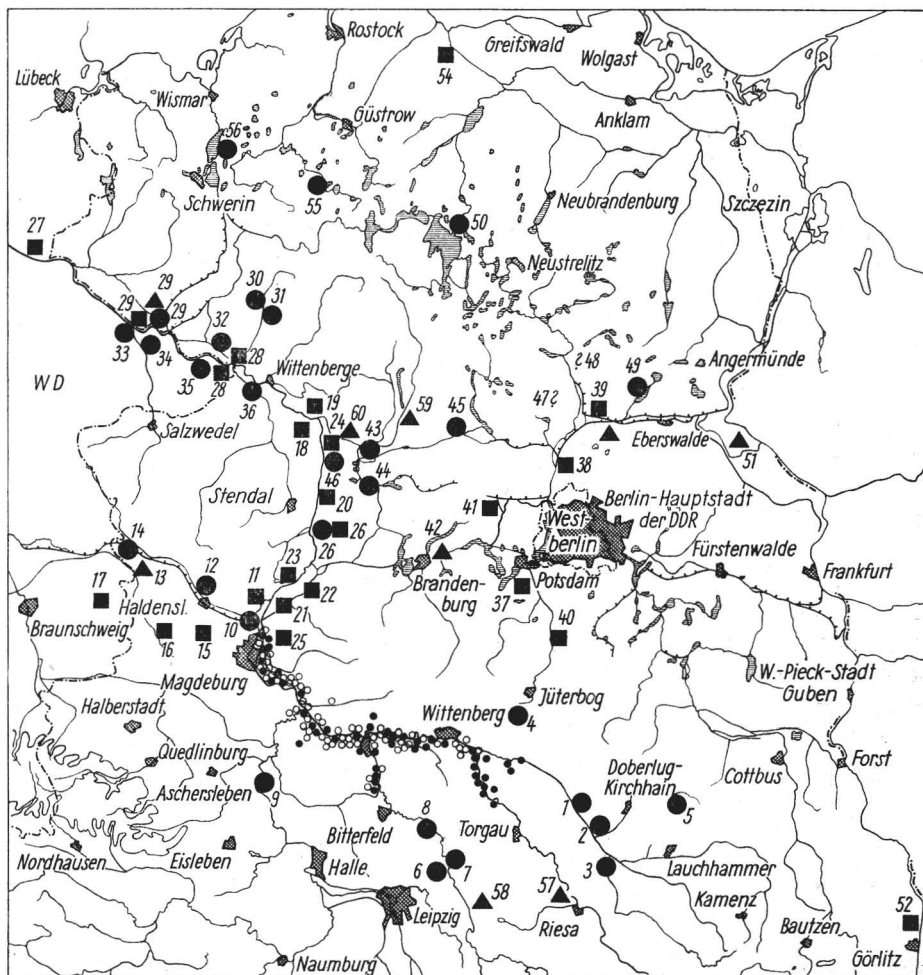 Rostock
Greifswald
Wolgast
54
Lübeck
Wismar
Güstrow
Anklam
56
55
Schwerin
Neubrandenburg
Szczezin
50
27
Neustrelitz
29
30
31
29
29
32
33
34
28
Wittenberge
35
28
36
WD
Salzwedel
19
24
60
18
43
59
45
47?
?48
39
49
Angermünde
Eberswalde
51
38
46
44
Stendal
20
41
26
26
West-
berlin
Berlin-Hauptstadt
der DDR
42
14
13
12
11
23
22
Branden-
burg
Potsdam
37
Fürstenwalde
Frankfurt
17
Haldensl.
10
21
Braunschweig
16
15
25
40
Magdeburg
W.-Pieck-Stadt
Guben
Halberstadt
Wittenberg
Jüterbog
4
Quedlinburg
Forst
Aschersleben
9
Doberlug-
Kirchhain
Cottbus
1
5
8
2
Bitterfeld
Torgau
Nordhausen
Eisleben
Halle
6
7
3
Lauchhammer
58
57
Kamenz
52
Leipzig
Riesa
Bautzen
Görlitz
Naumburg